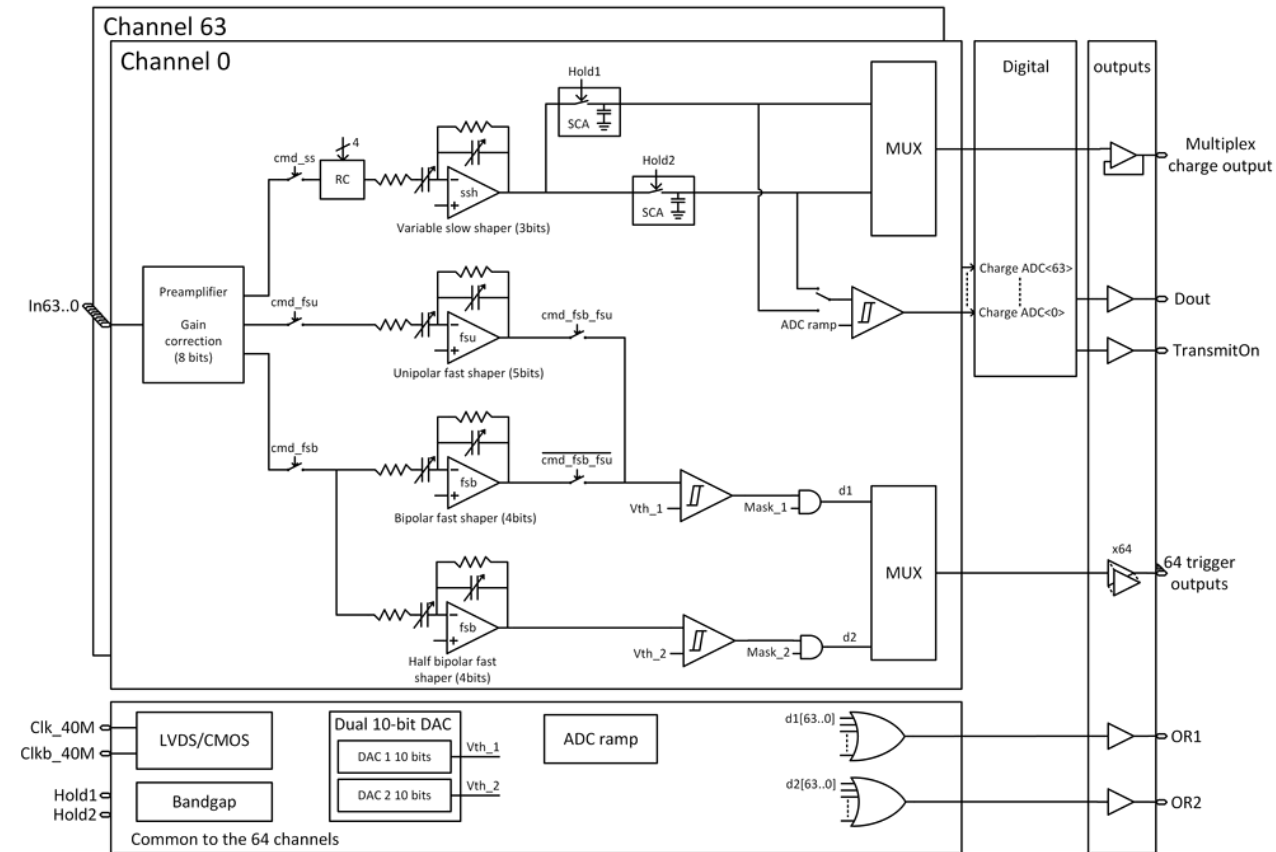 Channel 63
Channel 0
Digital
outputs
Hold1
SCA
4
cmd_ss
RC
ssh
Variable slow shaper (3bits)
Hold2
SCA
MUX
Multiplex
charge output
In63..0
Preamplifier
Gain
correction
(8 bits)
cmd_fsu
fsu
Unipolar fast shaper (5bits)
cmd_fsb_fsu
ADC ramp
Charge ADC<63>
Charge ADC<0>
Dout
TransmitOn
cmd_fsb
fsb
Bipolar fast shaper (4bits)
cmd_fsb_fsu
Vth_1
Mask_1
d1
MUX
x64
64 trigger
outputs
fsb
Half bipolar fast
shaper (4bits)
Vth_2
Mask_2
d2
Clk_40M
Clkb_40M
LVDS/CMOS
Hold1
Hold2
Bandgap
Dual 10-bit DAC
DAC 1 10 bits
Vth_1
DAC 2 10 bits
Vth_2
ADC ramp
d1[63..0]
OR1
d2[63..0]
OR2
Common to the 64 channels